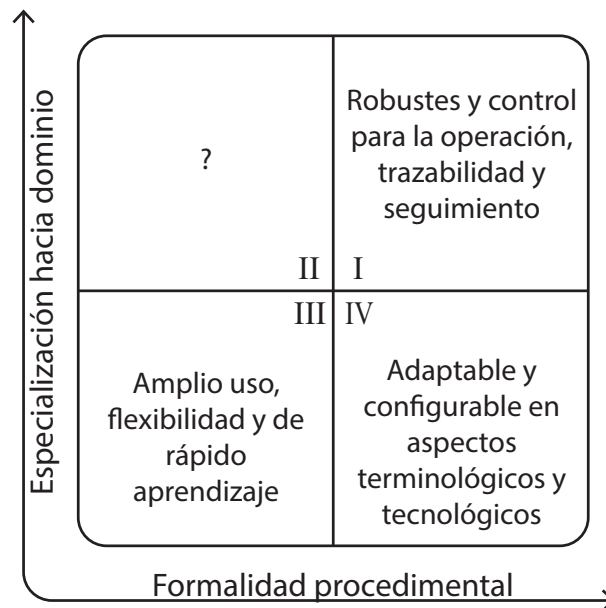 Especialización hacia dominio
?
II
Robustes y control
para la operación,
trazabilidad y
seguimiento
I
III
Amplio uso,
flexibilidad y de
rápido
aprendizaje
IV
Adaptable y
configurable en
aspectos
terminológicos y
tecnológicos
Formalidad procedimental